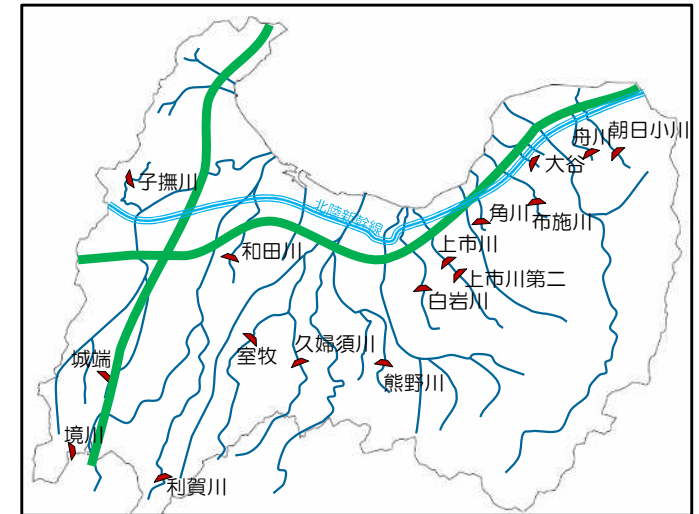 舟川
朝日小川
大谷
子撫川
布施川
角川
北陸新幹線
和田川
上市川
上市川第二
白岩川
久婦須川
室牧
城端
熊野川
境川
利賀川